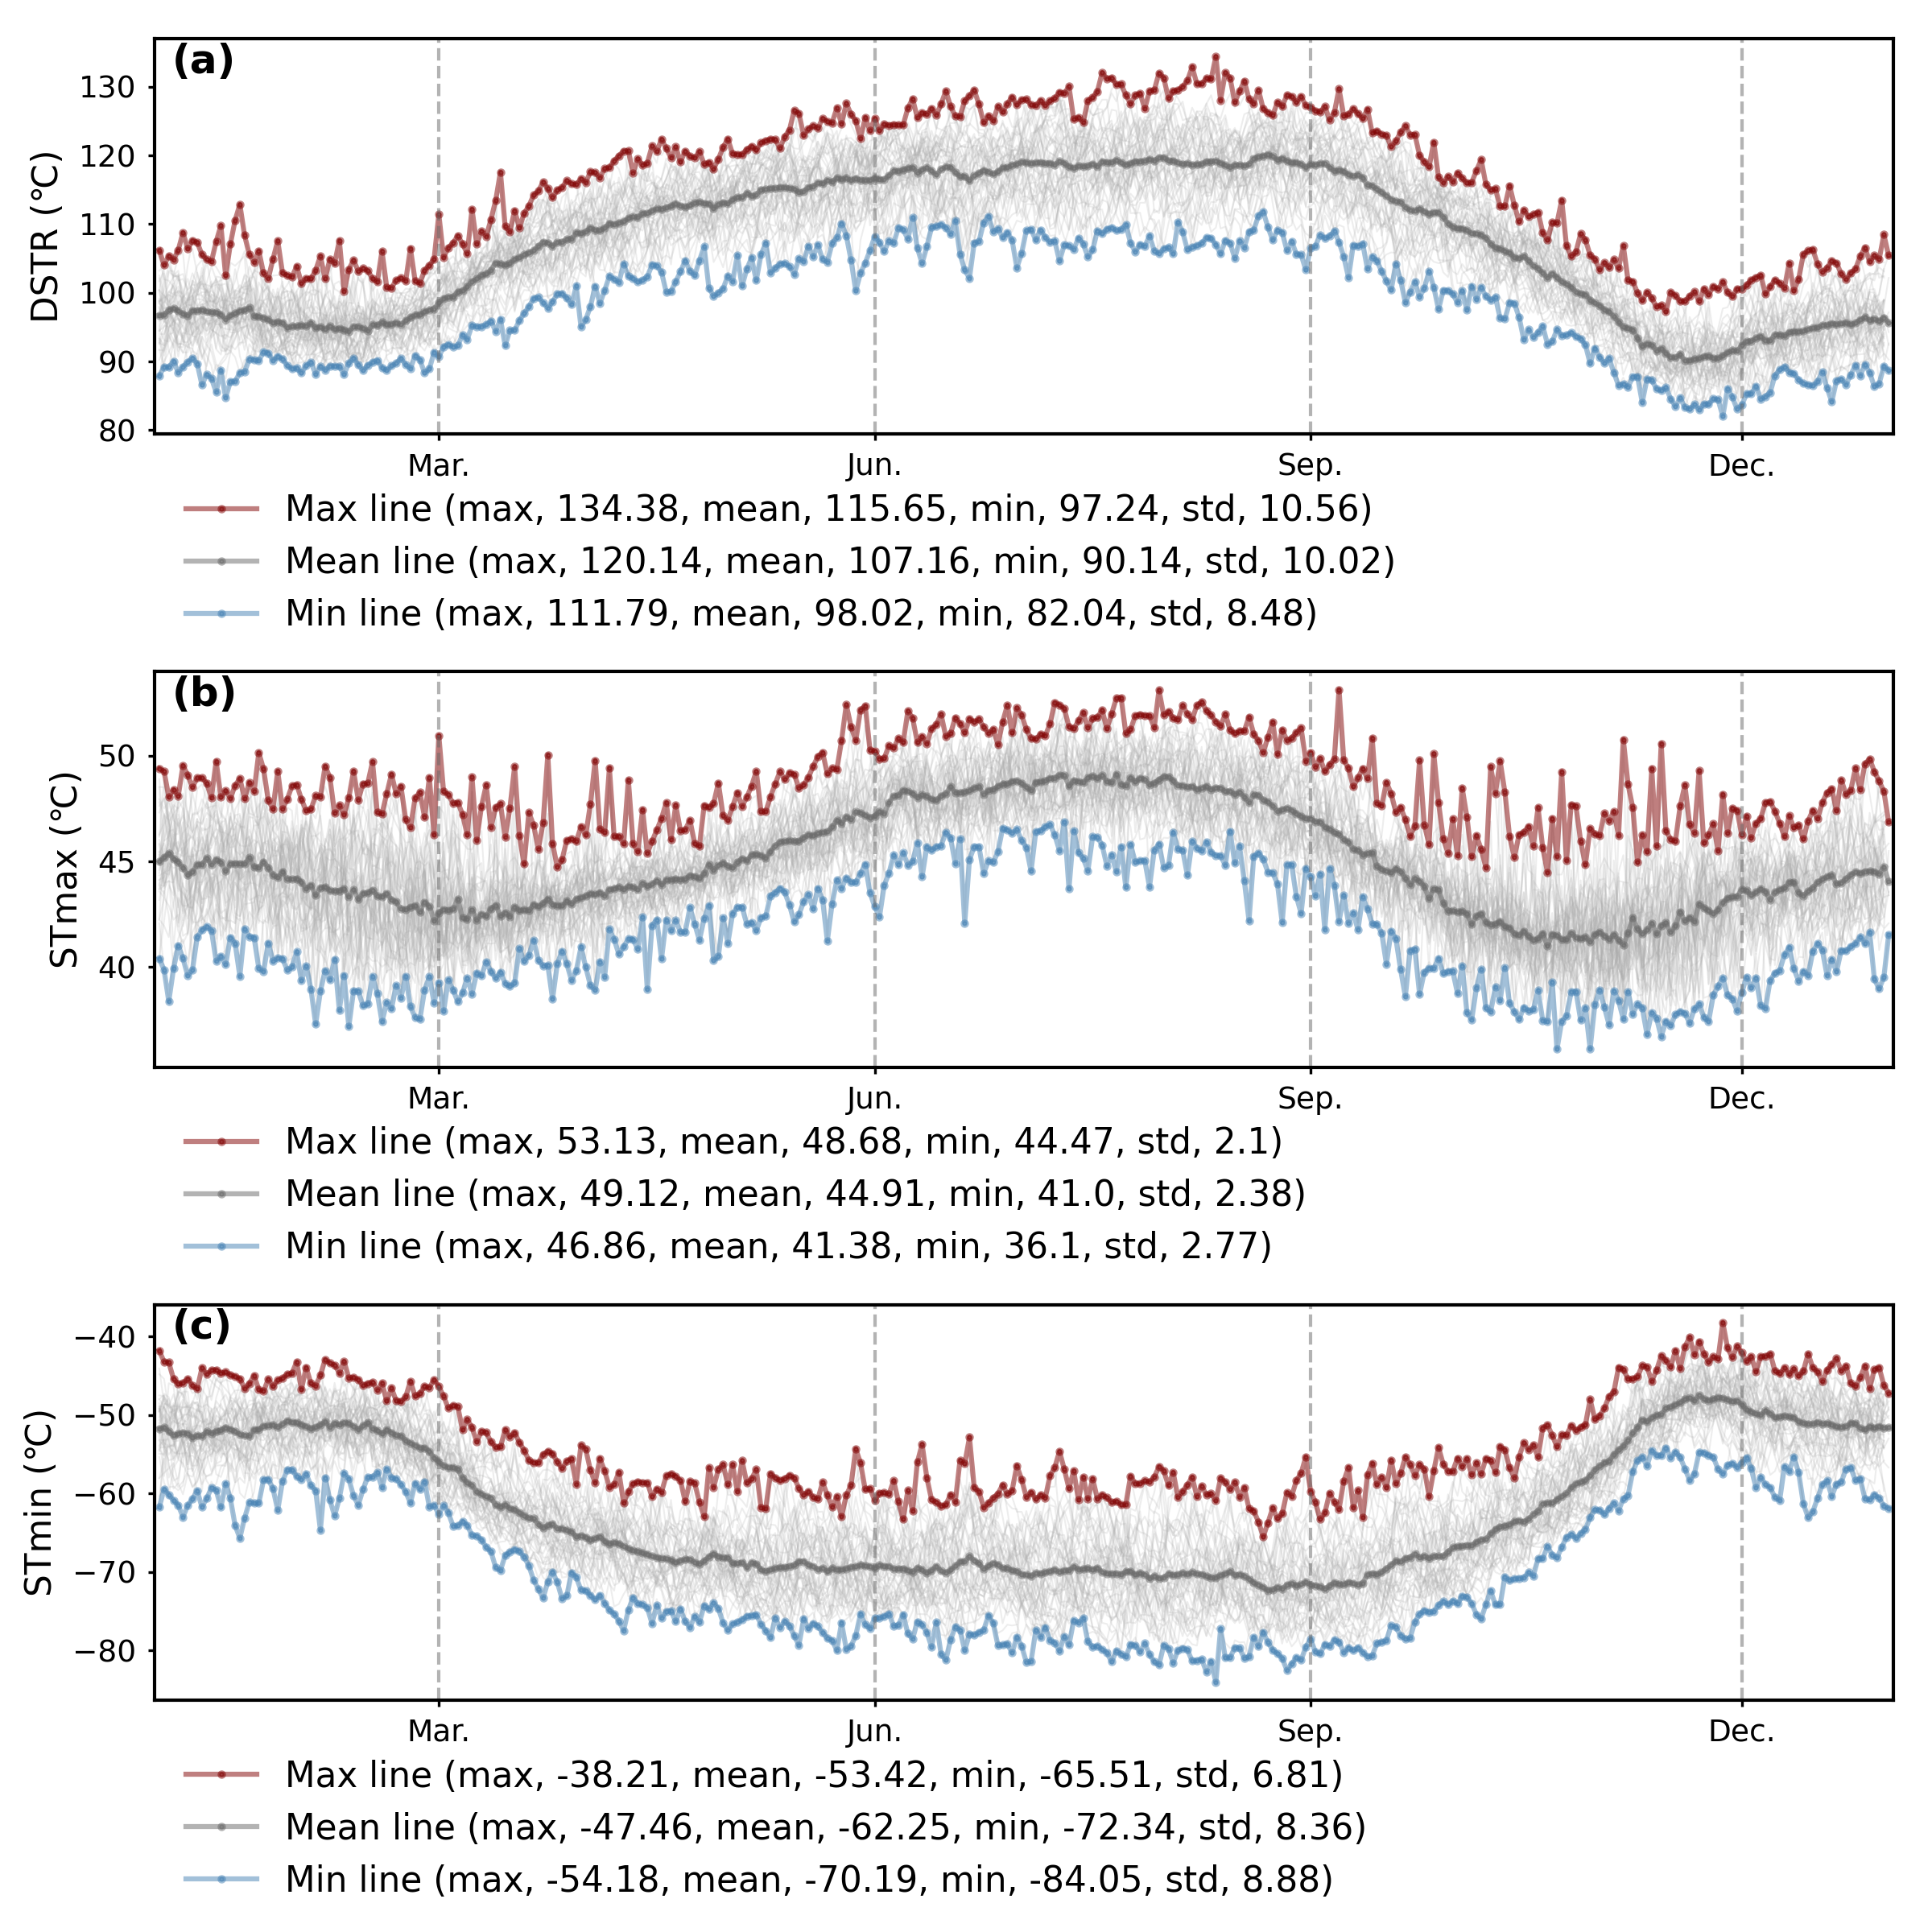 (a)
130
120
110
100
90
80
DSTR (°C)
Mar. Jun. Sep. Dec.
Max line (max, 134.38, mean, 115.65, min, 97.24, std, 10.56)
Mean line (max, 120.14, mean, 107.16, min, 90.14, std, 10.02)
Min line (max, 111.79, mean, 98.02, min, 82.04, std, 8.48)
(b)
50
45
40
STmax (°C)
Mar. Jun. Sep. Dec.
Max line (max, 53.13, mean, 48.68, min, 44.47, std, 2.1)
Mean line (max, 49.12, mean, 44.91, min, 41.0, std, 2.38)
Min line (max, 46.86, mean, 41.38, min, 36.1, std, 2.77)
(c)
−40
−50
−60
−70
−80
STmin (°C)
Mar. Jun. Sep. Dec.
Max line (max, -38.21, mean, -53.42, min, -65.51, std, 6.81)
Mean line (max, -47.46, mean, -62.25, min, -72.34, std, 8.36)
Min line (max, -54.18, mean, -70.19, min, -84.05, std, 8.88)